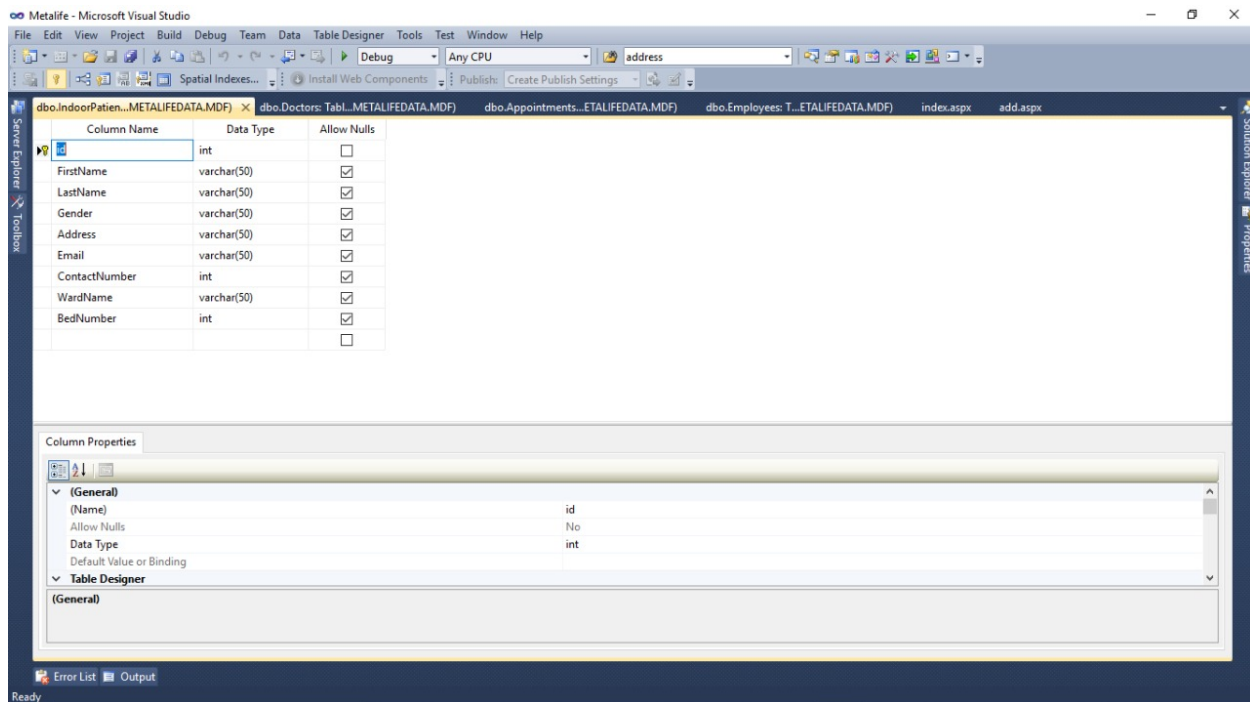 Metalife - Microsoft Visual Studio
File Edit View Project Build Debug Team Data Table Designer Tools Test Window Help
Debug Any CPU address
Spatial Indexes... Install Web Components Publish: Create Publish Settings
dbo.IndoorPatien...METALIFEDATA.MDF) dbo.Doctors: Tabl...METALIFEDATA.MDF) dbo.Appointments...ETALIFEDATA.MDF) dbo.Employees: T...ETALIFEDATA.MDF) index.aspx add.aspx
Server Explorer
Toolbox
Solution Explorer
Properties
Column Name Data Type Allow Nulls
id int
FirstName varchar(50)
LastName varchar(50)
Gender varchar(50)
Address varchar(50)
Email varchar(50)
ContactNumber int
WardName varchar(50)
BedNumber int
Column Properties
(General)
(Name) id
Allow Nulls No
Data Type int
Default Value or Binding
Table Designer
(General)
Error List Output
Ready